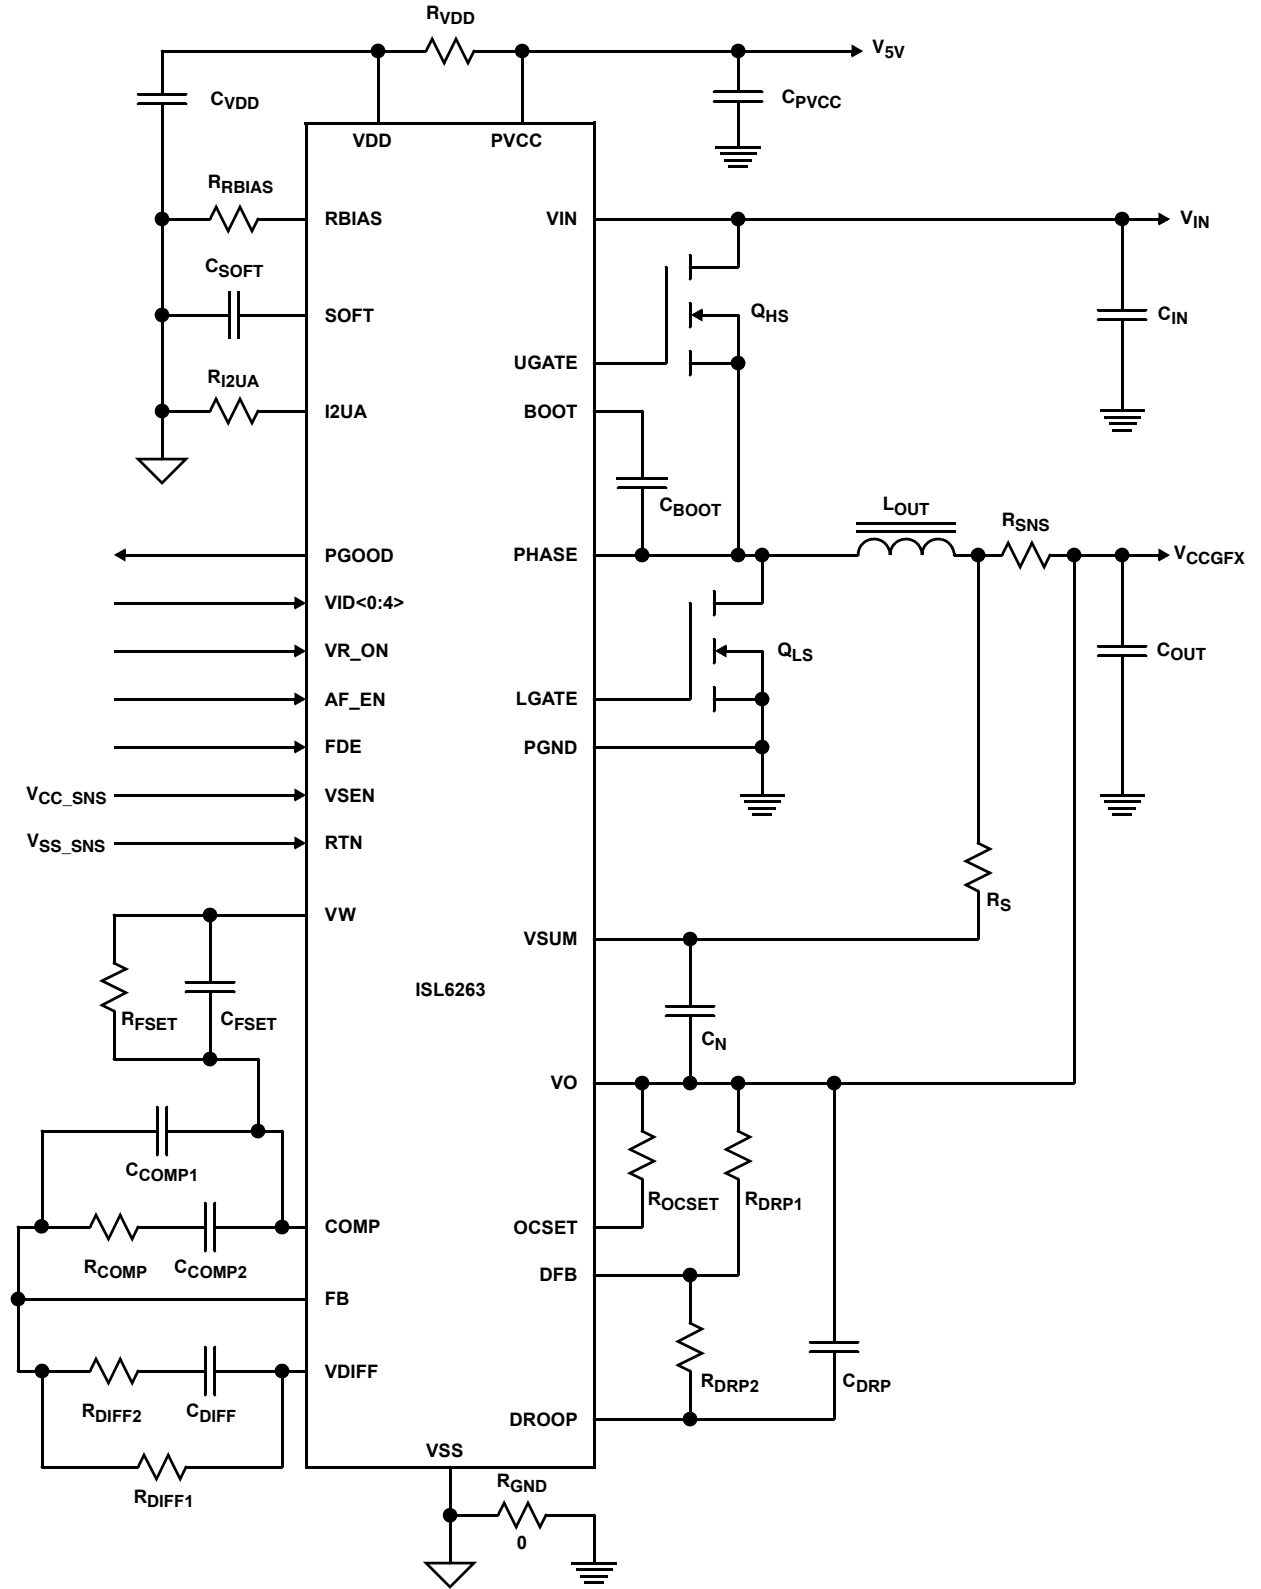 RVDD
V5V
CVDD
CPVCC
VDD
PVCC
RRBIAS
RBIAS
VIN
VIN
CSOFT
SOFT
QHS
CIN
UGATE
RI2UA
I2UA
BOOT
CBOOT
LOUT
RSNS
PGOOD
PHASE
VCCGFX
VID<0:4>
VR_ON
QLS
COUT
AF_EN
LGATE
FDE
PGND
VCC_SNS
VSEN
VSS_SNS
RTN
RS
VW
VSUM
ISL6263
RFSET
CFSET
CN
VO
CCOMP1
ROCSET
RDRP1
COMP
OCSET
RCOMP
CCOMP2
DFB
FB
VDIFF
RDRP2
CDRP
RDIFF2
CDIFF
DROOP
VSS
RDIFF1
RGND
0